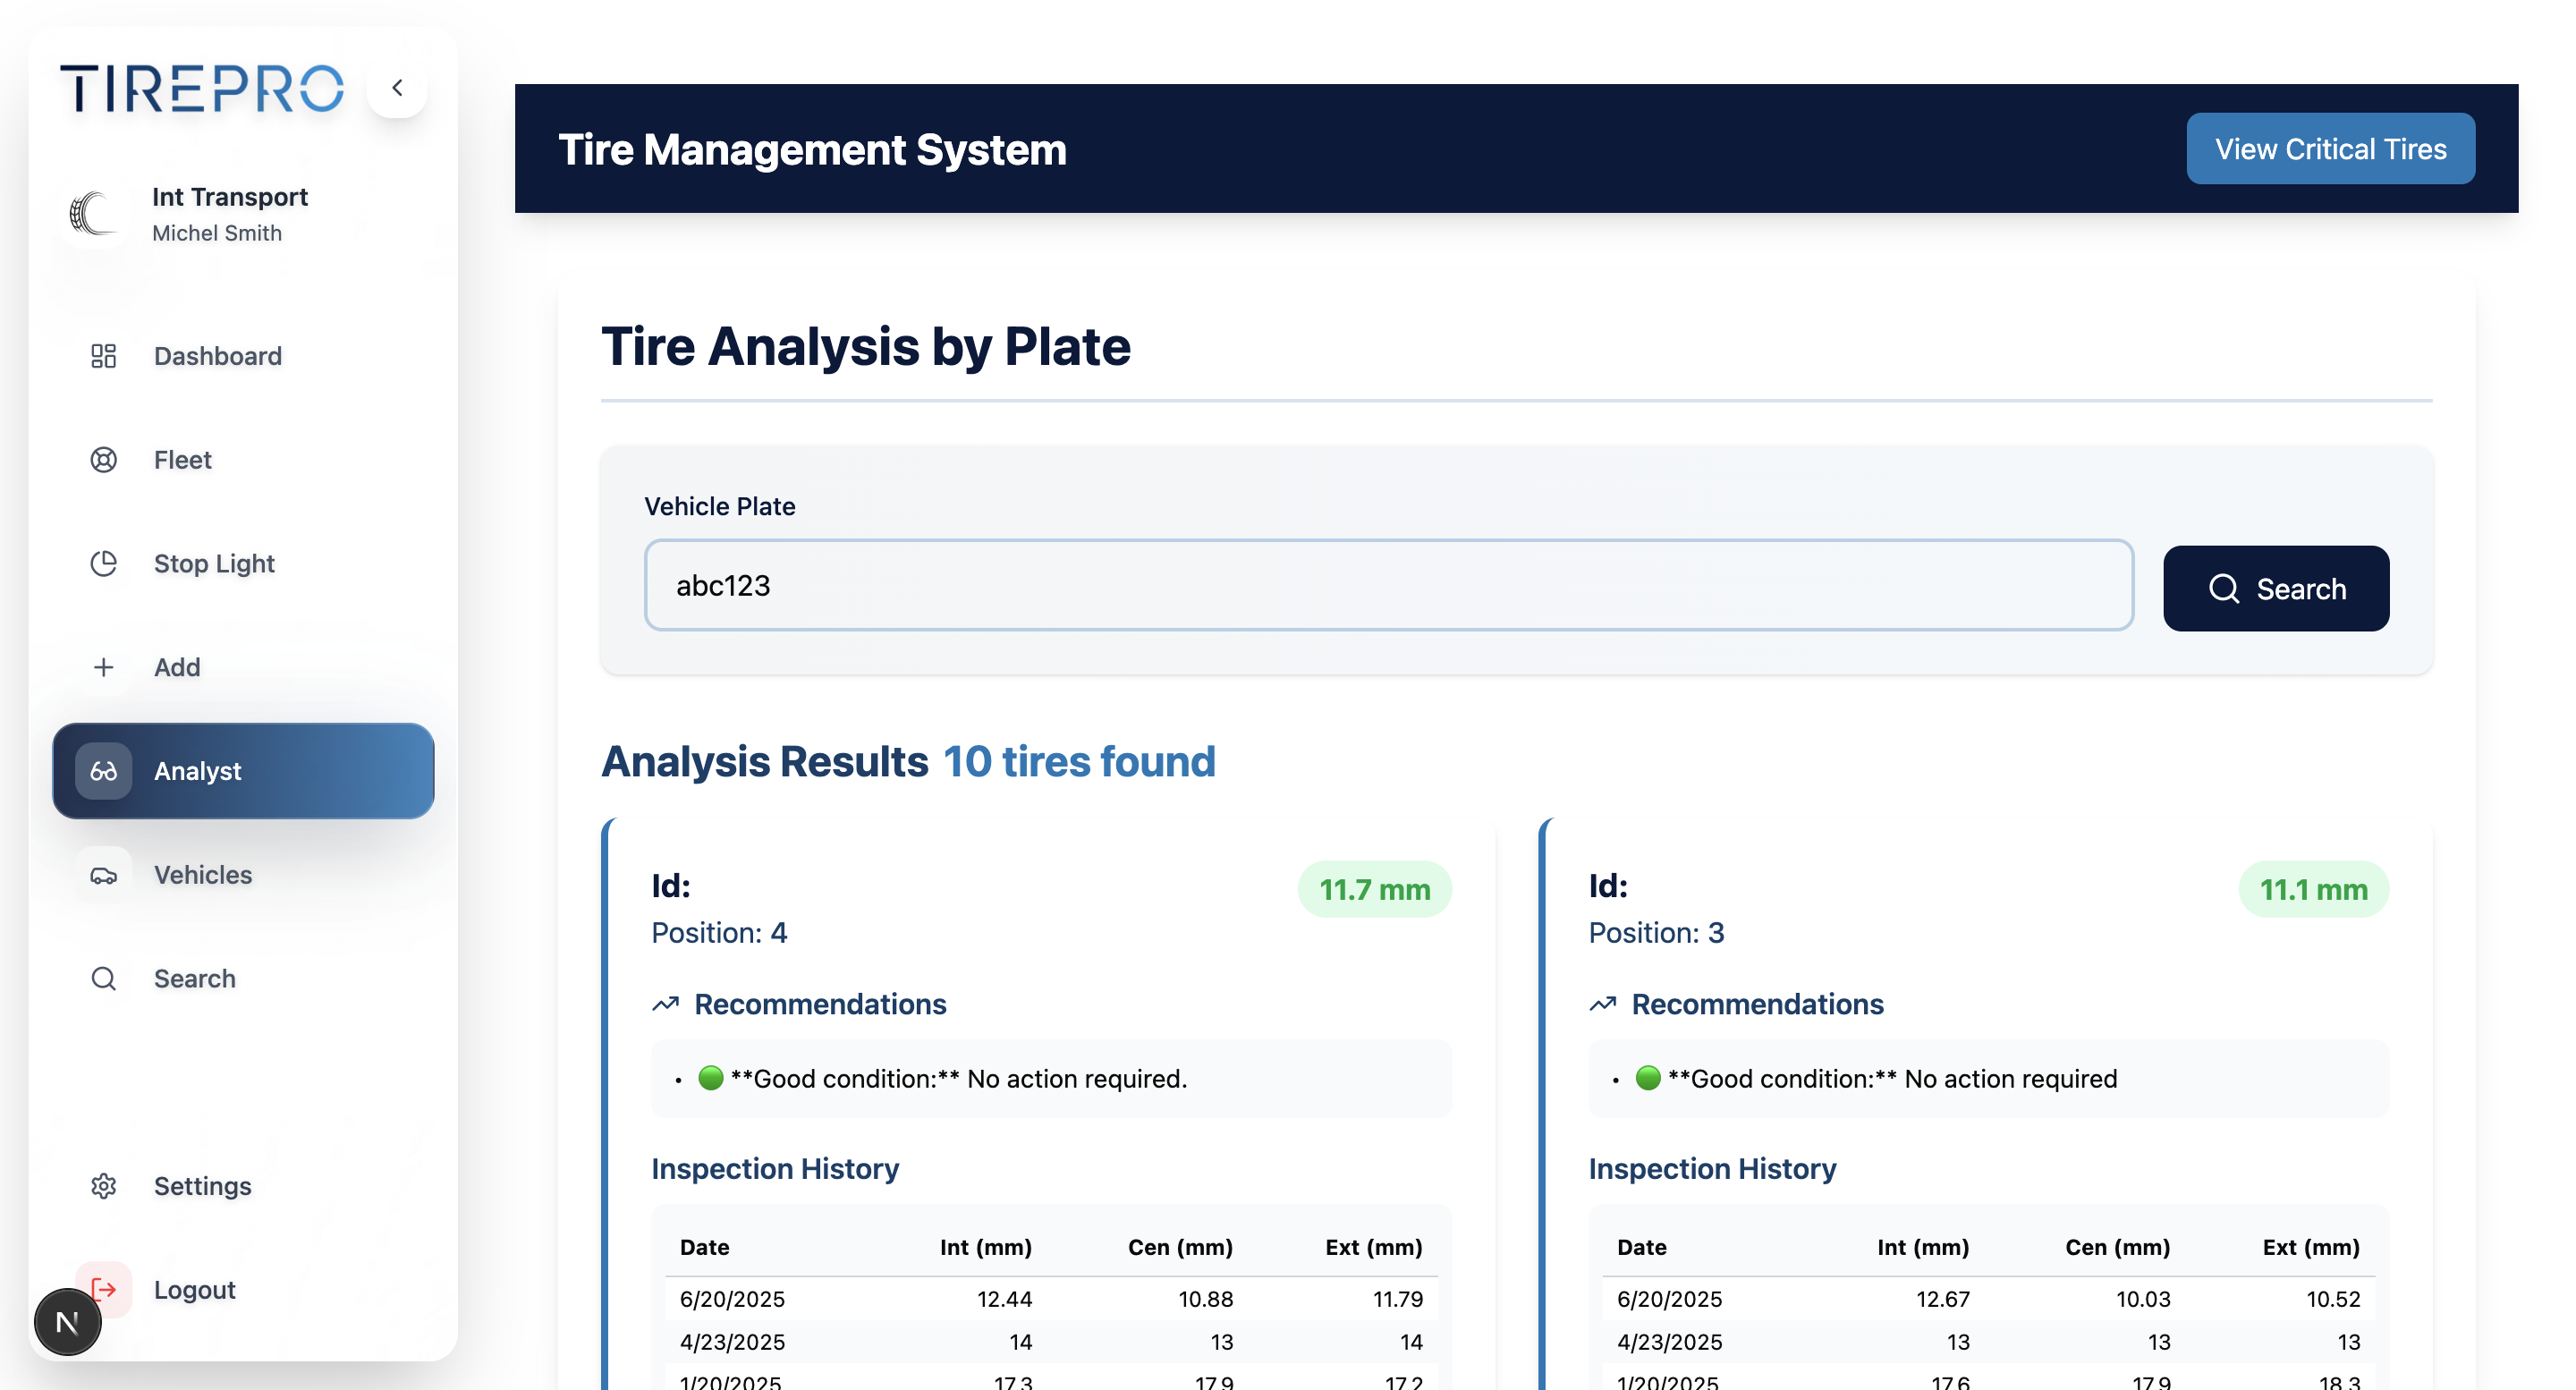 TIREPRO
Int Transport
Michel Smith
Dashboard
Fleet
Stop Light
Add
Analyst
Vehicles
Search
Settings
Logout
N
Tire Management System
View Critical Tires
Tire Analysis by Plate
Vehicle Plate
abc123
Search
Analysis Results 10 tires found
Id:
11.7 mm
Position: 4
Recommendations
• 🟢 **Good condition:** No action required.
Inspection History
Date Int (mm) Cen (mm) Ext (mm)
6/20/2025 12.44 10.88 11.79
4/23/2025 14 13 14
1/20/2025 17.3 17.9 17.2
Id:
11.1 mm
Position: 3
Recommendations
• 🟢 **Good condition:** No action required
Inspection History
Date Int (mm) Cen (mm) Ext (mm)
6/20/2025 12.67 10.03 10.52
4/23/2025 13 13 13
1/20/2025 17.6 17.9 18.3